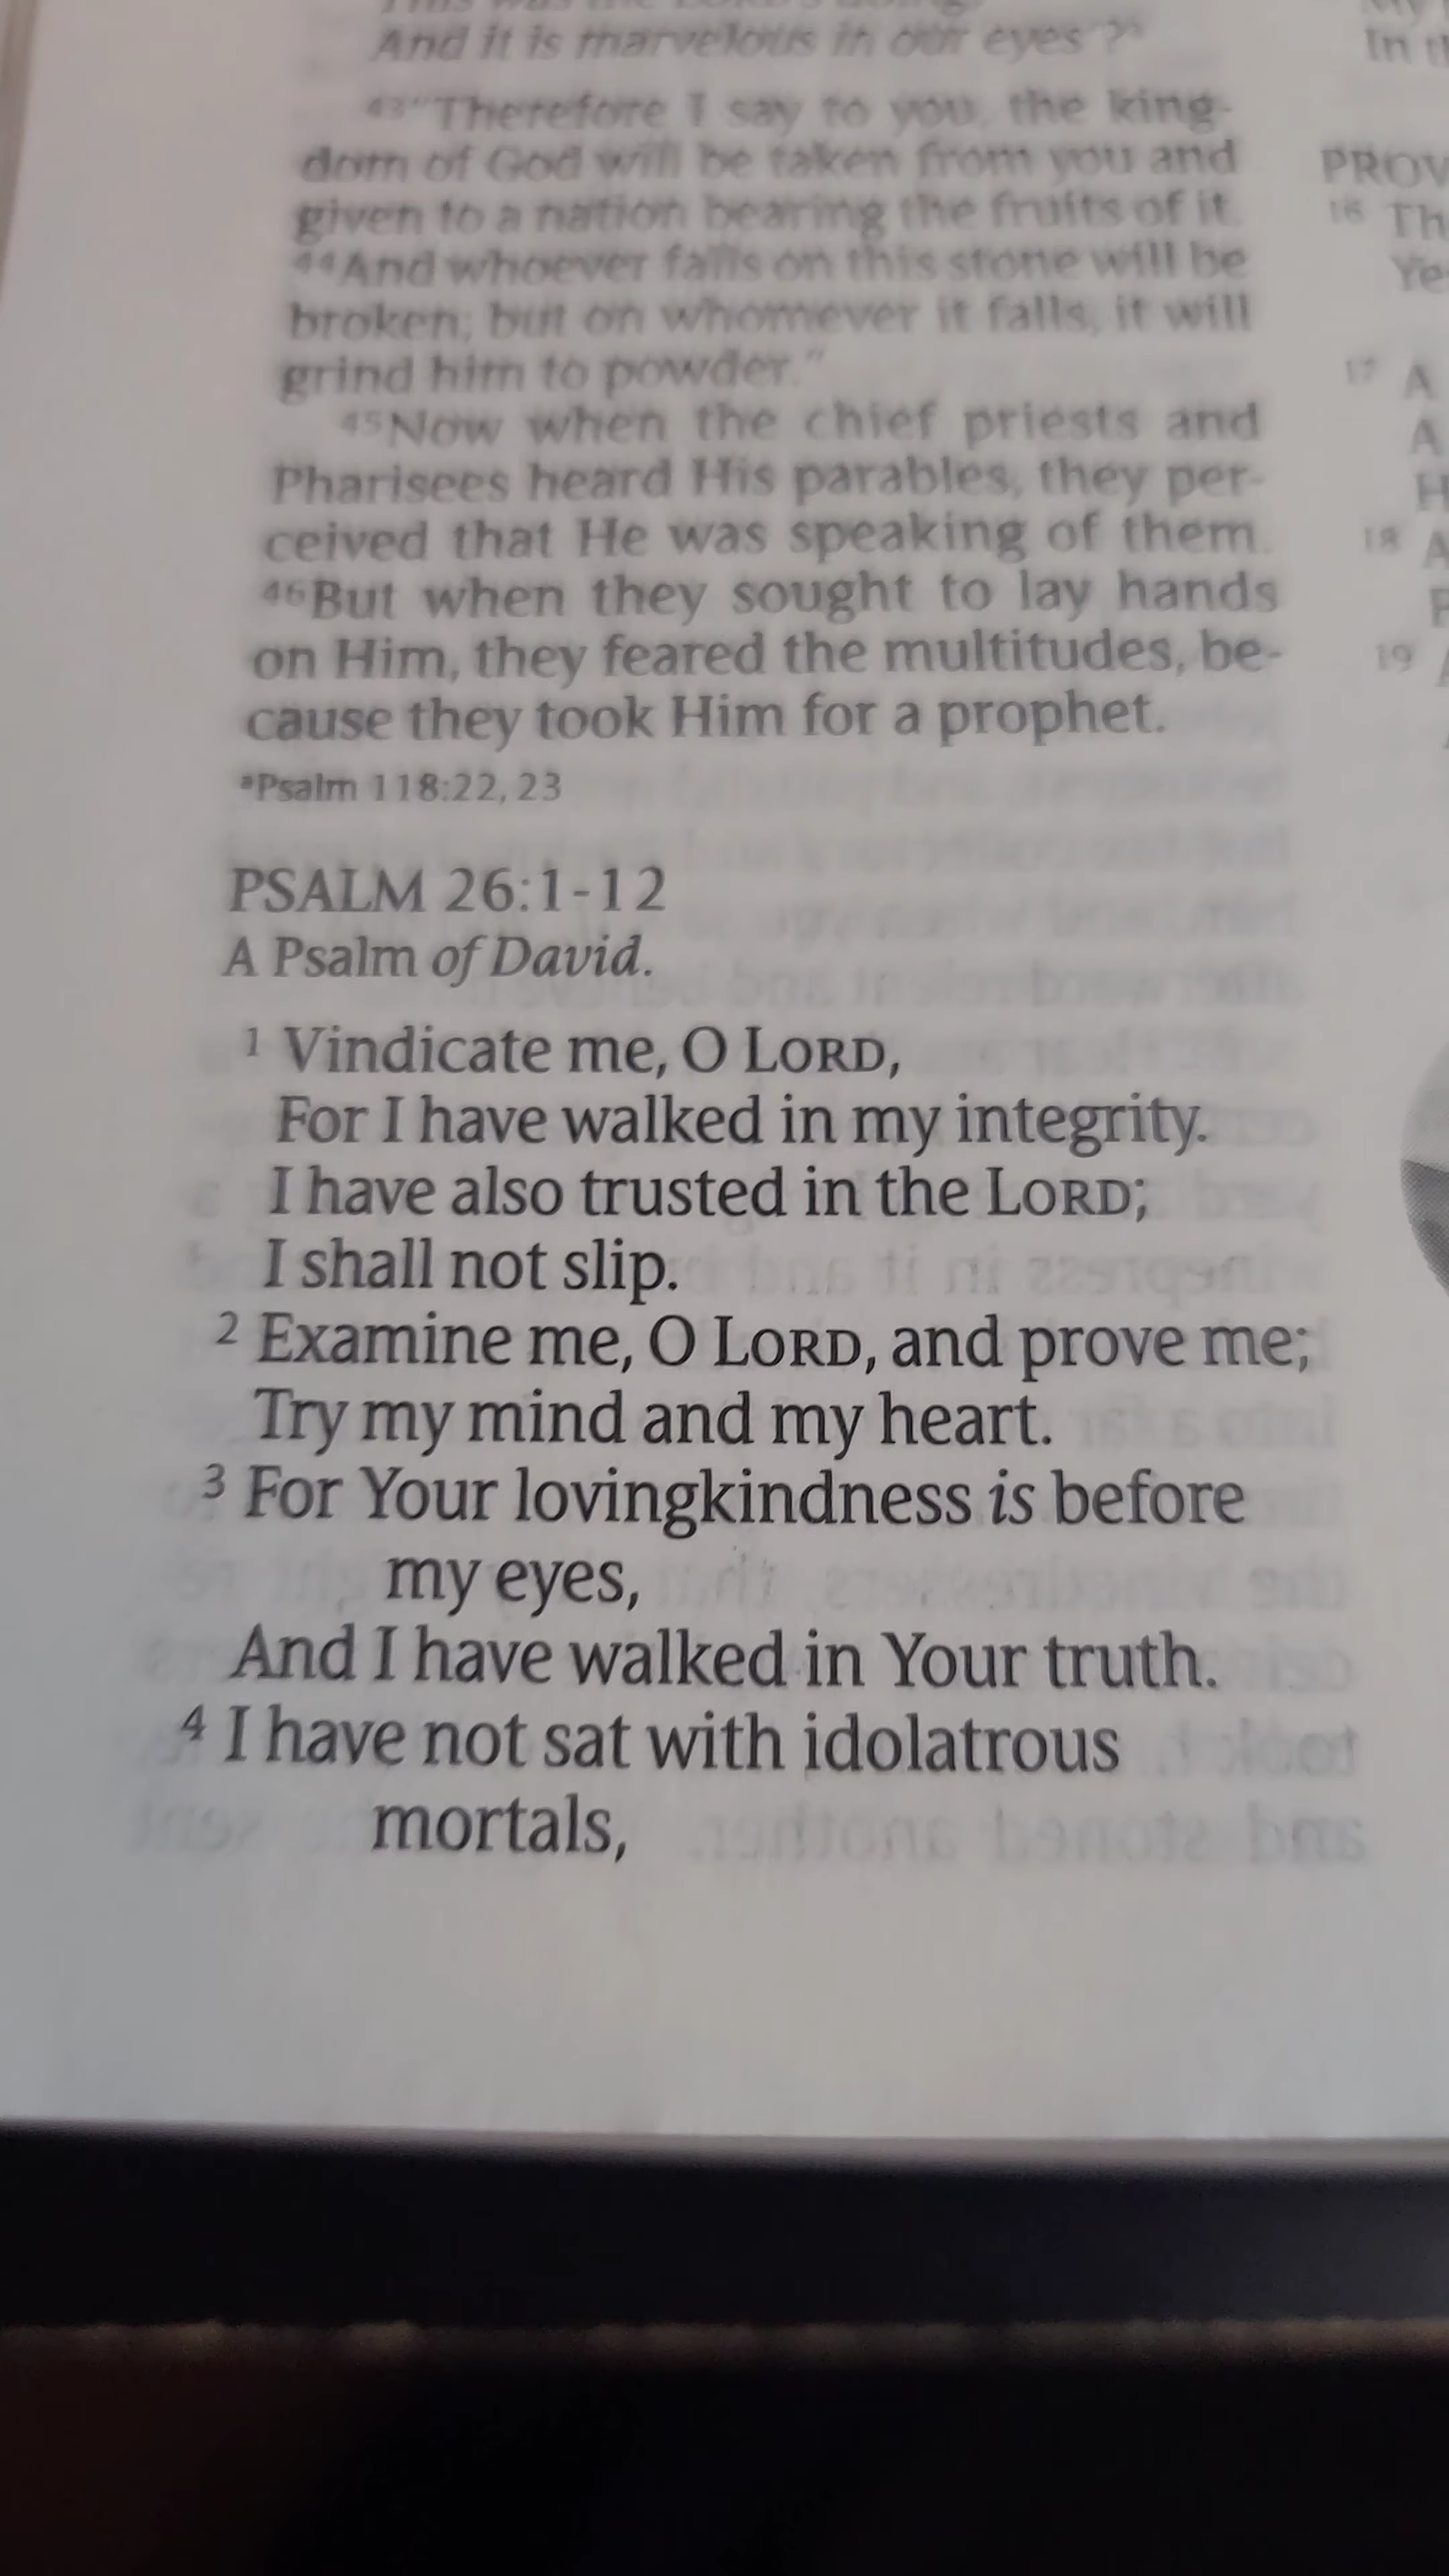 And it is marvelous in our eyes’?ᵃ
⁴³“Therefore I say to you, the king-
dom of God will be taken from you and
given to a nation bearing the fruits of it.
⁴⁴And whoever falls on this stone will be
broken; but on whomever it falls, it will
grind him to powder.”
⁴⁵Now when the chief priests and
Pharisees heard His parables, they per-
ceived that He was speaking of them.
⁴⁶But when they sought to lay hands
on Him, they feared the multitudes, be-
cause they took Him for a prophet.
ᵃPsalm 118:22, 23
PSALM 26:1-12
A Psalm of David.
1 Vindicate me, O LORD,
For I have walked in my integrity.
I have also trusted in the LORD;
I shall not slip.
2 Examine me, O LORD, and prove me;
Try my mind and my heart.
3 For Your lovingkindness is before
my eyes,
And I have walked in Your truth.
4 I have not sat with idolatrous
mortals,
PROV
16 Th
Ye
17 A
A
H
18 A
19